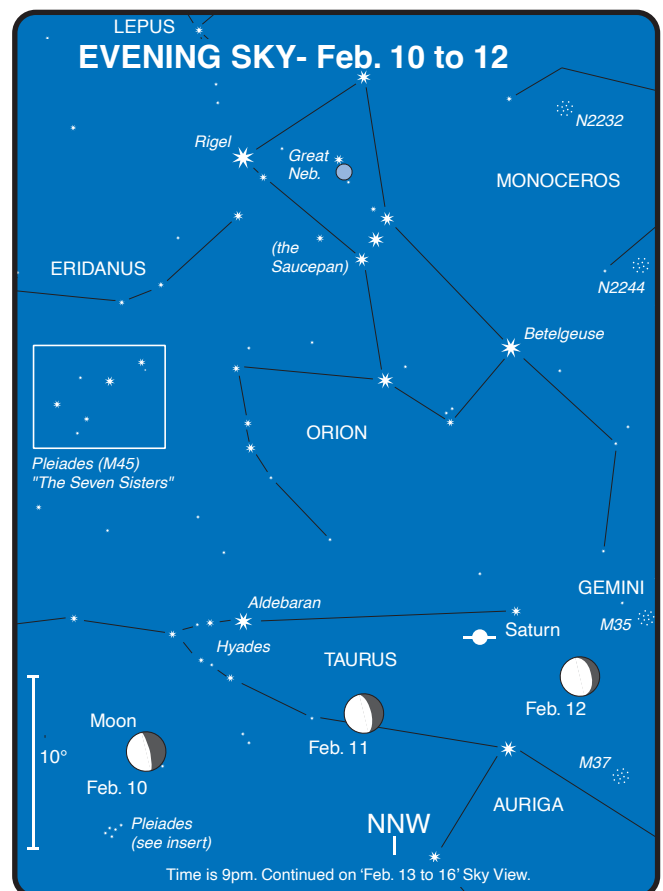 LEPUS
EVENING SKY- Feb. 10 to 12
N2232
Rigel
Great
Neb.
MONOCEROS
(the
Saucepan)
ERIDANUS
N2244
Betelgeuse
ORION
Pleiades (M45)
"The Seven Sisters"
GEMINI
Aldebaran
M35
Saturn
Hyades
TAURUS
Feb. 12
Moon
Feb. 11
10°
M37
Feb. 10
AURIGA
Pleiades
(see insert)
NNW
Time is 9pm. Continued on ‘Feb. 13 to 16’ Sky View.